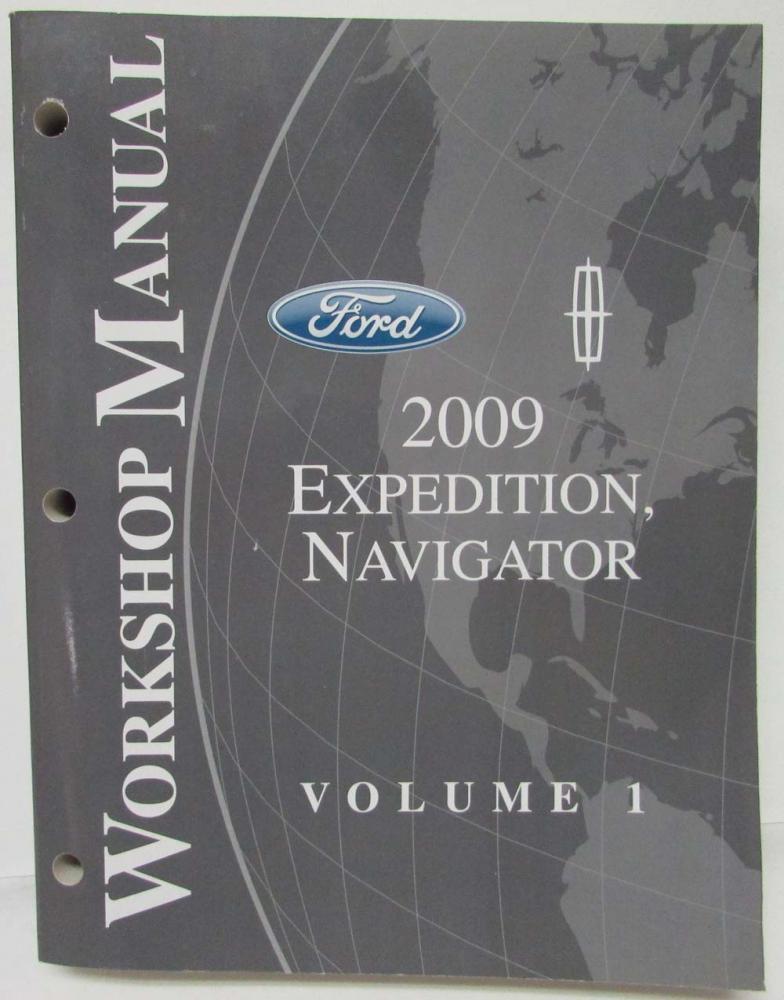 WORKSHOP MANUAL
Ford
2009
EXPEDITION,
NAVIGATOR
VOLUME 1